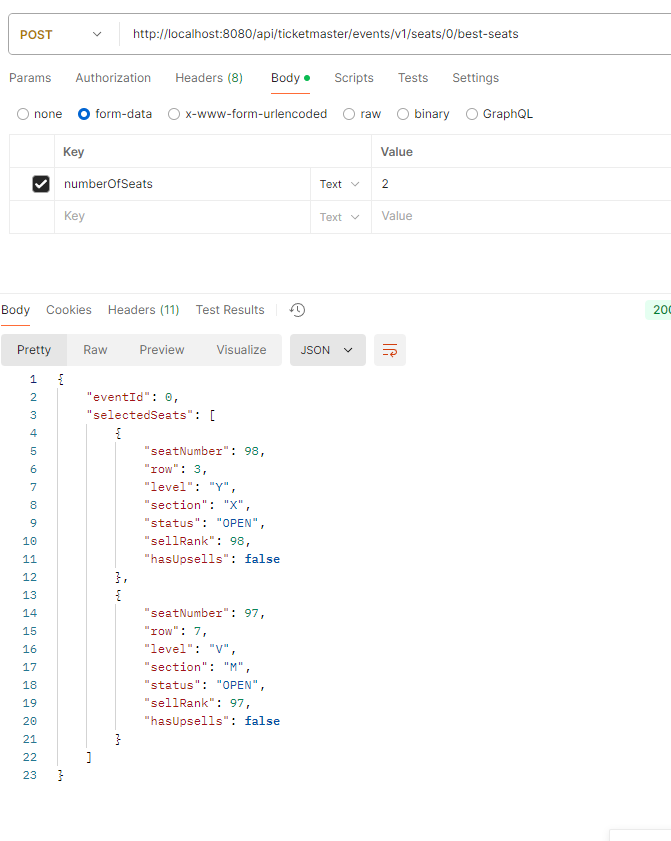 POST http://localhost:8080/api/ticketmaster/events/v1/seats/0/best-seats
Params Authorization Headers (8) Body Scripts Tests Settings
none form-data x-www-form-urlencoded raw binary GraphQL
Key Value
numberOfSeats Text 2
Key Text Value
Body Cookies Headers (11) Test Results 200
Pretty Raw Preview Visualize JSON
1 {
2 "eventId": 0,
3 "selectedSeats": [
4 {
5 "seatNumber": 98,
6 "row": 3,
7 "level": "Y",
8 "section": "X",
9 "status": "OPEN",
10 "sellRank": 98,
11 "hasUpsells": false
12 },
13 {
14 "seatNumber": 97,
15 "row": 7,
16 "level": "V",
17 "section": "M",
18 "status": "OPEN",
19 "sellRank": 97,
20 "hasUpsells": false
21 }
22 ]
23 }